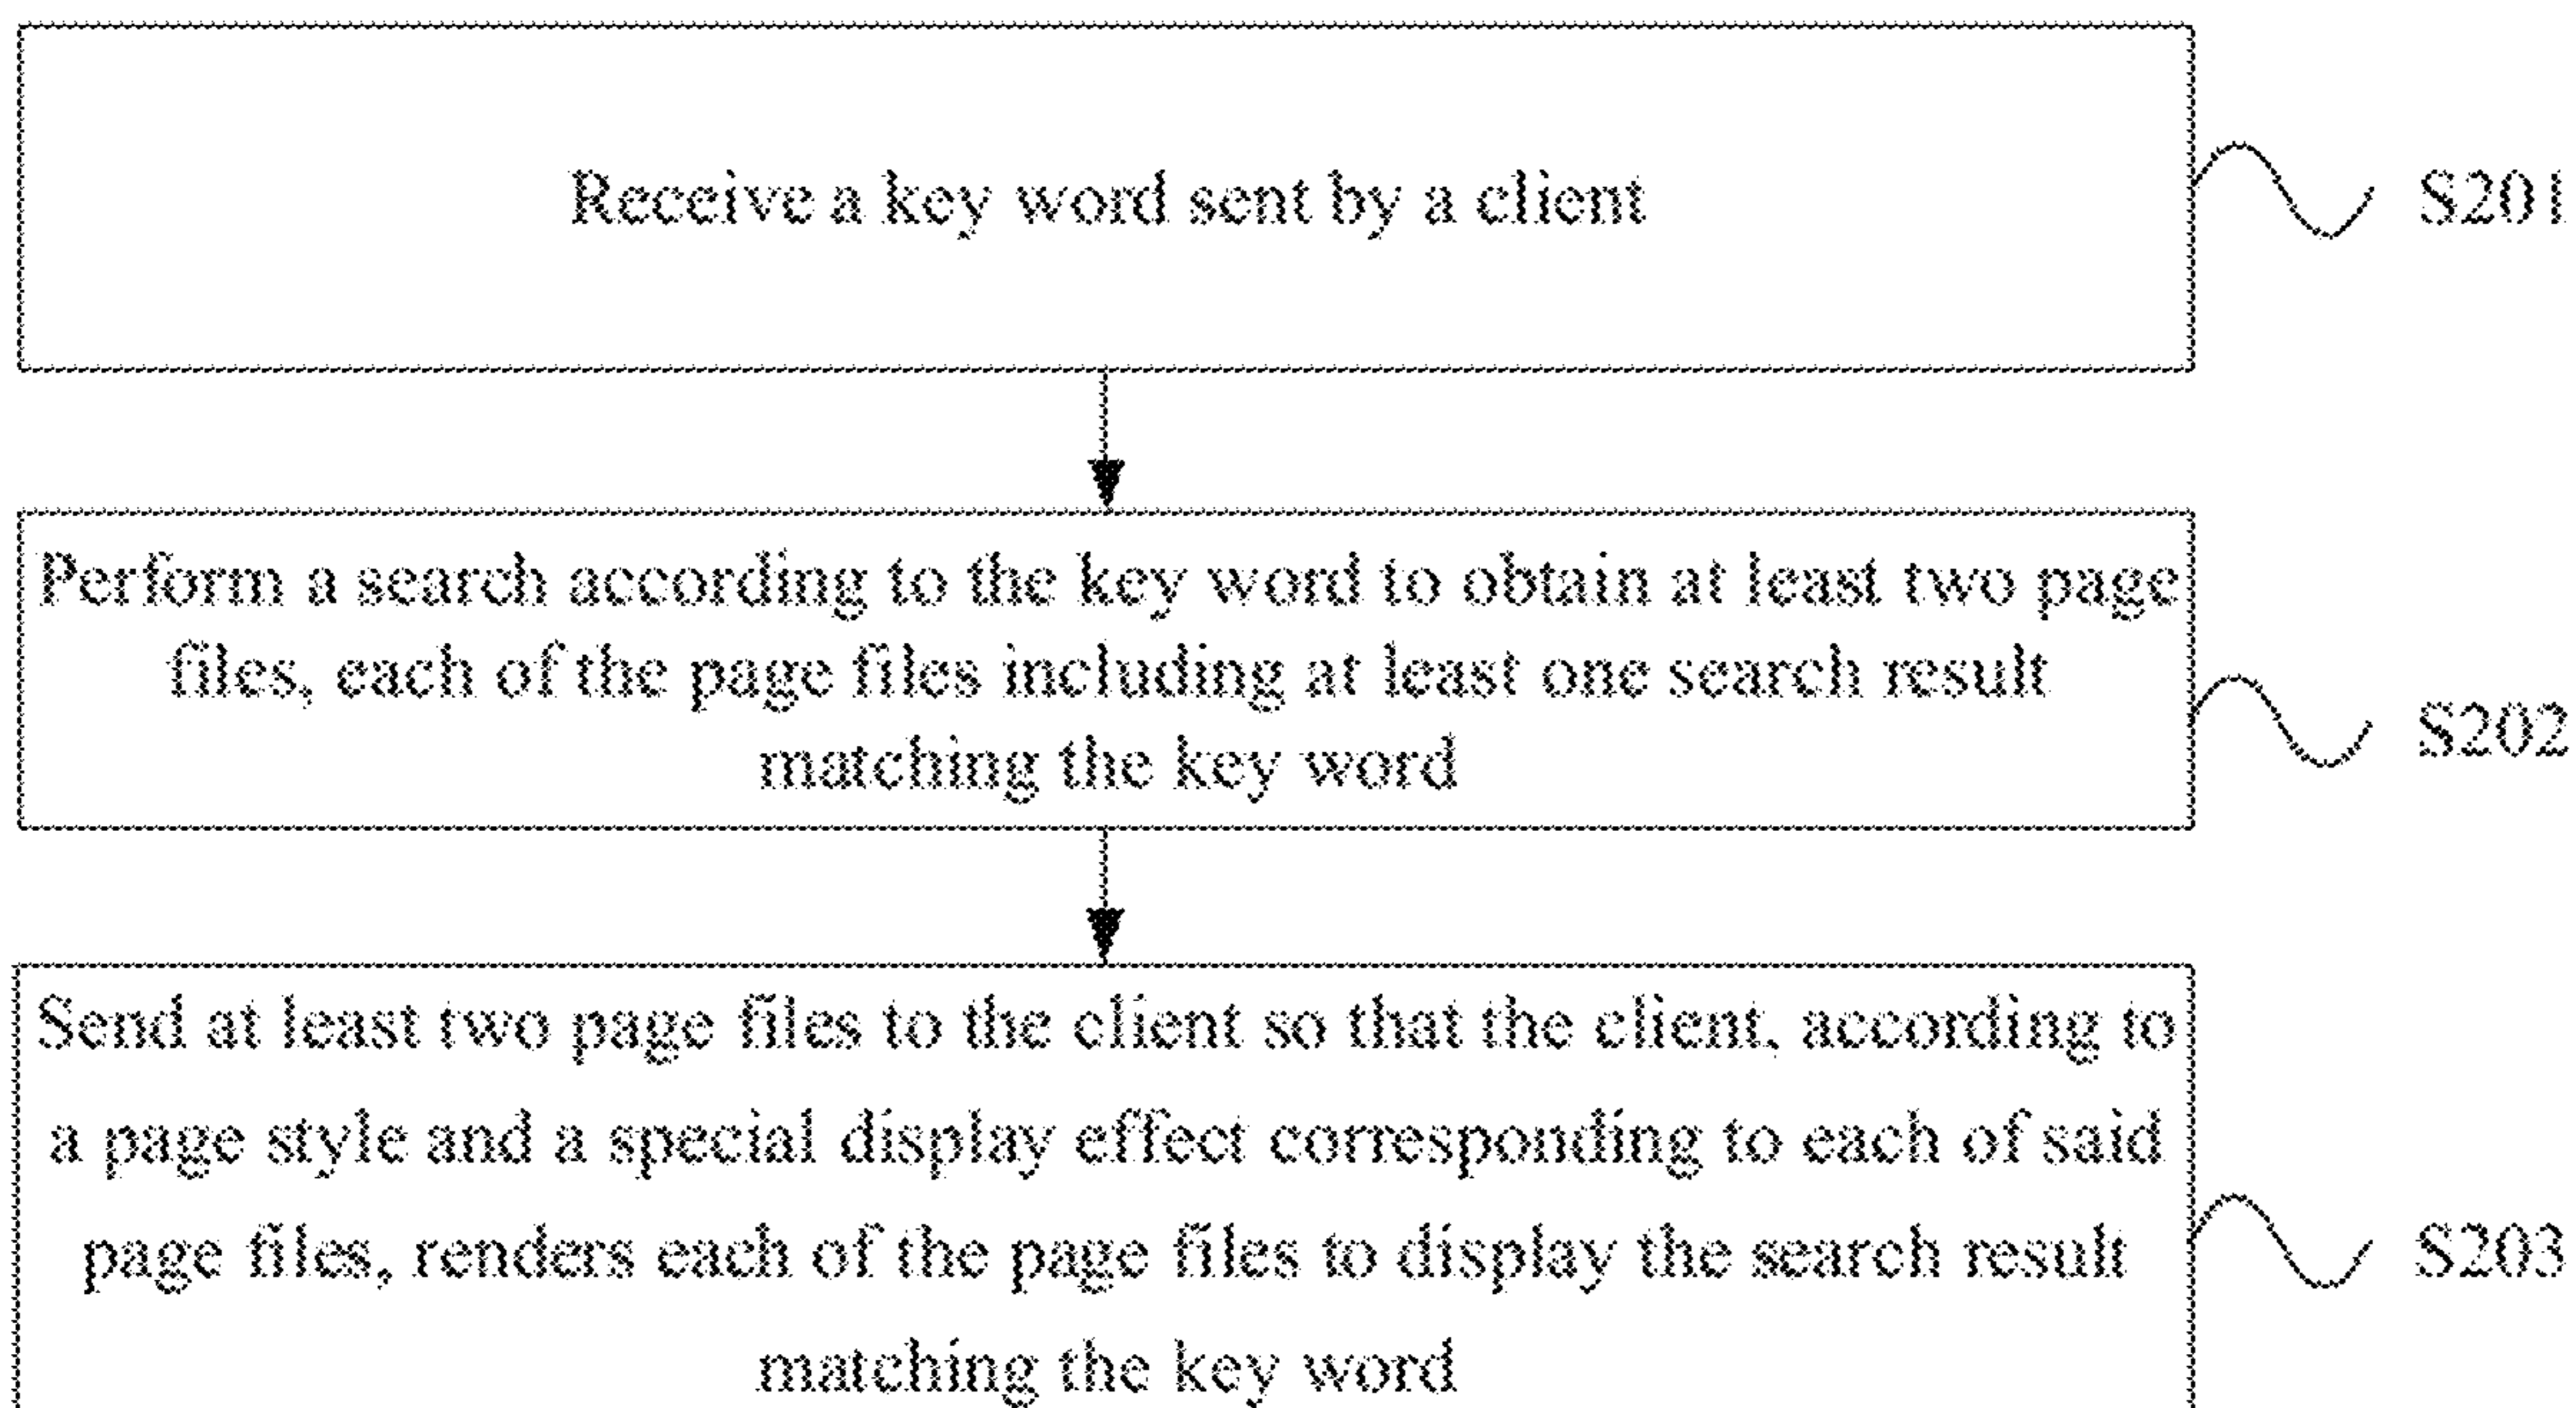 Receive a key word sent by a client
S201
Perform a search according to the key word to obtain at least two page
files, each of the page files including at least one search result
matching the key word
S202
Send at least two page files to the client so that the client, according to
a page style and a special display effect corresponding to each of said
page files, renders each of the page files to display the search result
matching the key word
S203